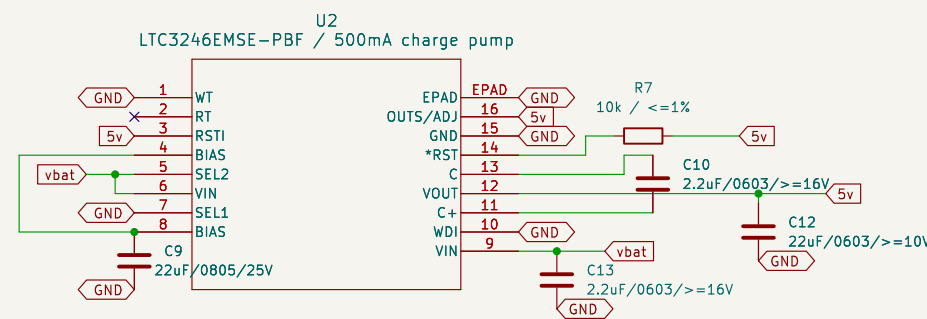 U2
LTC3246EMSE-PBF / 500mA charge pump
GND 1 WT
2 RT
5v 3 RSTI
4 BIAS
vbat 5 SEL2
6 VIN
GND 7 SEL1
8 BIAS
C9
22uF/0805/25V
GND
EPAD EPAD GND
OUTS/ADJ 16 5v
GND 15 GND
*RST 14
C 13
VOUT 12
C+ 11
WDI 10 GND
VIN 9 vbat
R7
10k / <=1%
5v
C10
2.2uF/0603/>=16V
5v
C12
22uF/0603/>=10V
GND
C13
2.2uF/0603/>=16V
GND